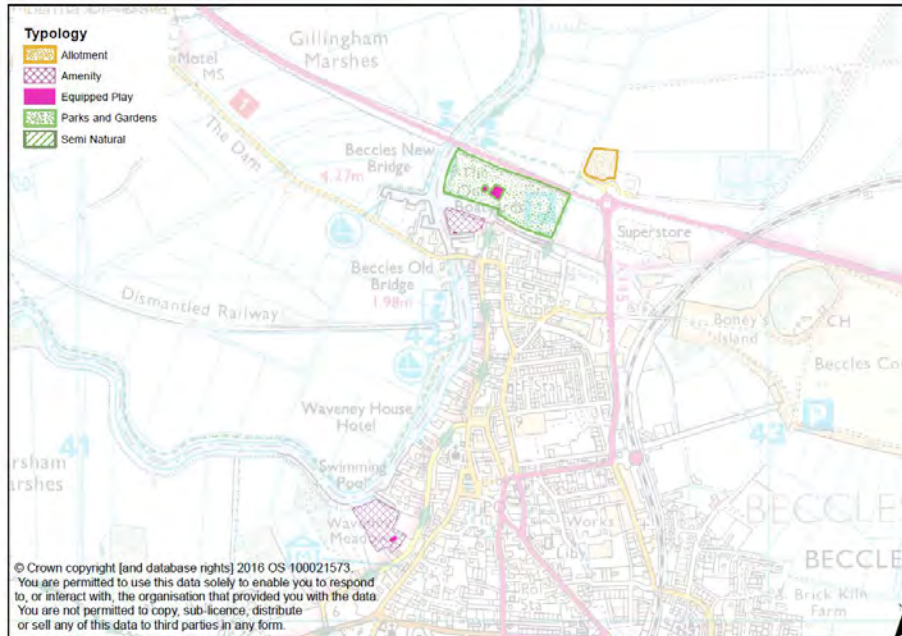 Typology
Allotment
Amenity
Equipped Play
Parks and Gardens
Semi Natural
Gillingham
Marshes
Motel
MS
1
The Dam
Beccles New
Bridge
4.27m
Superstore
Beccles Old
Bridge
1.98m
Sch
Dismantled Railway
42
Boney's
Island
CH
Beccles Co
Waveney House
Hotel
P
41
43
Swimming
Pool
Marshes
Works
BECCLES
BECCLE
Brick Kiln
Farm
© Crown copyright [and database rights] 2016 OS 100021573.
You are permitted to use this data solely to enable you to respond
to, or interact with, the organisation that provided you with the data.
You are not permitted to copy, sub-licence, distribute
or sell any of this data to third parties in any form.